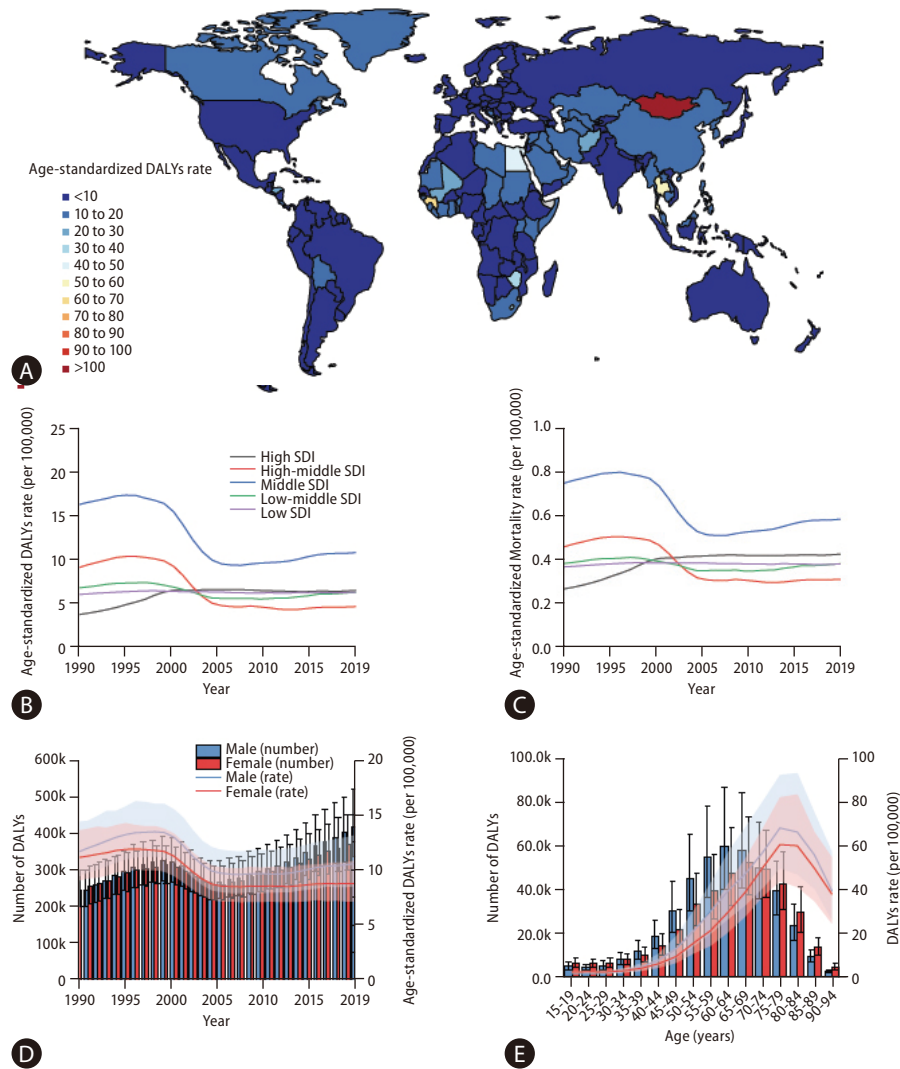 Age-standardized DALYs rate
<10
10 to 20
20 to 30
30 to 40
40 to 50
50 to 60
60 to 70
70 to 80
80 to 90
90 to 100
>100
A
Age-standardized DALYs rate (per 100,000)
25
20
15
10
5
0
High SDI
High-middle SDI
Middle SDI
Low-middle SDI
Low SDI
1990 1995 2000 2005 2010 2015 2019
Year
B
Age-standardized Mortality rate (per 100,000)
1.0
0.8
0.6
0.4
0.2
0.0
1990 1995 2000 2005 2010 2015 2019
Year
C
Number of DALYs
600k
500k
400k
300k
200k
100k
0
Male (number)
Female (number)
Male (rate)
Female (rate)
20
15
10
5
0
Age-standardized DALYs rate (per 100,000)
1990 1995 2000 2005 2010 2015 2019
Year
D
Number of DALYs
100.0k
80.0k
60.0k
40.0k
20.0k
0.0
100
80
60
40
20
0
DALYs rate (per 100,000)
15-19 20-24 25-29 30-34 35-39 40-44 45-49 50-54 55-59 60-64 65-69 70-74 75-79 80-84 85-89 90-94
Age (years)
E